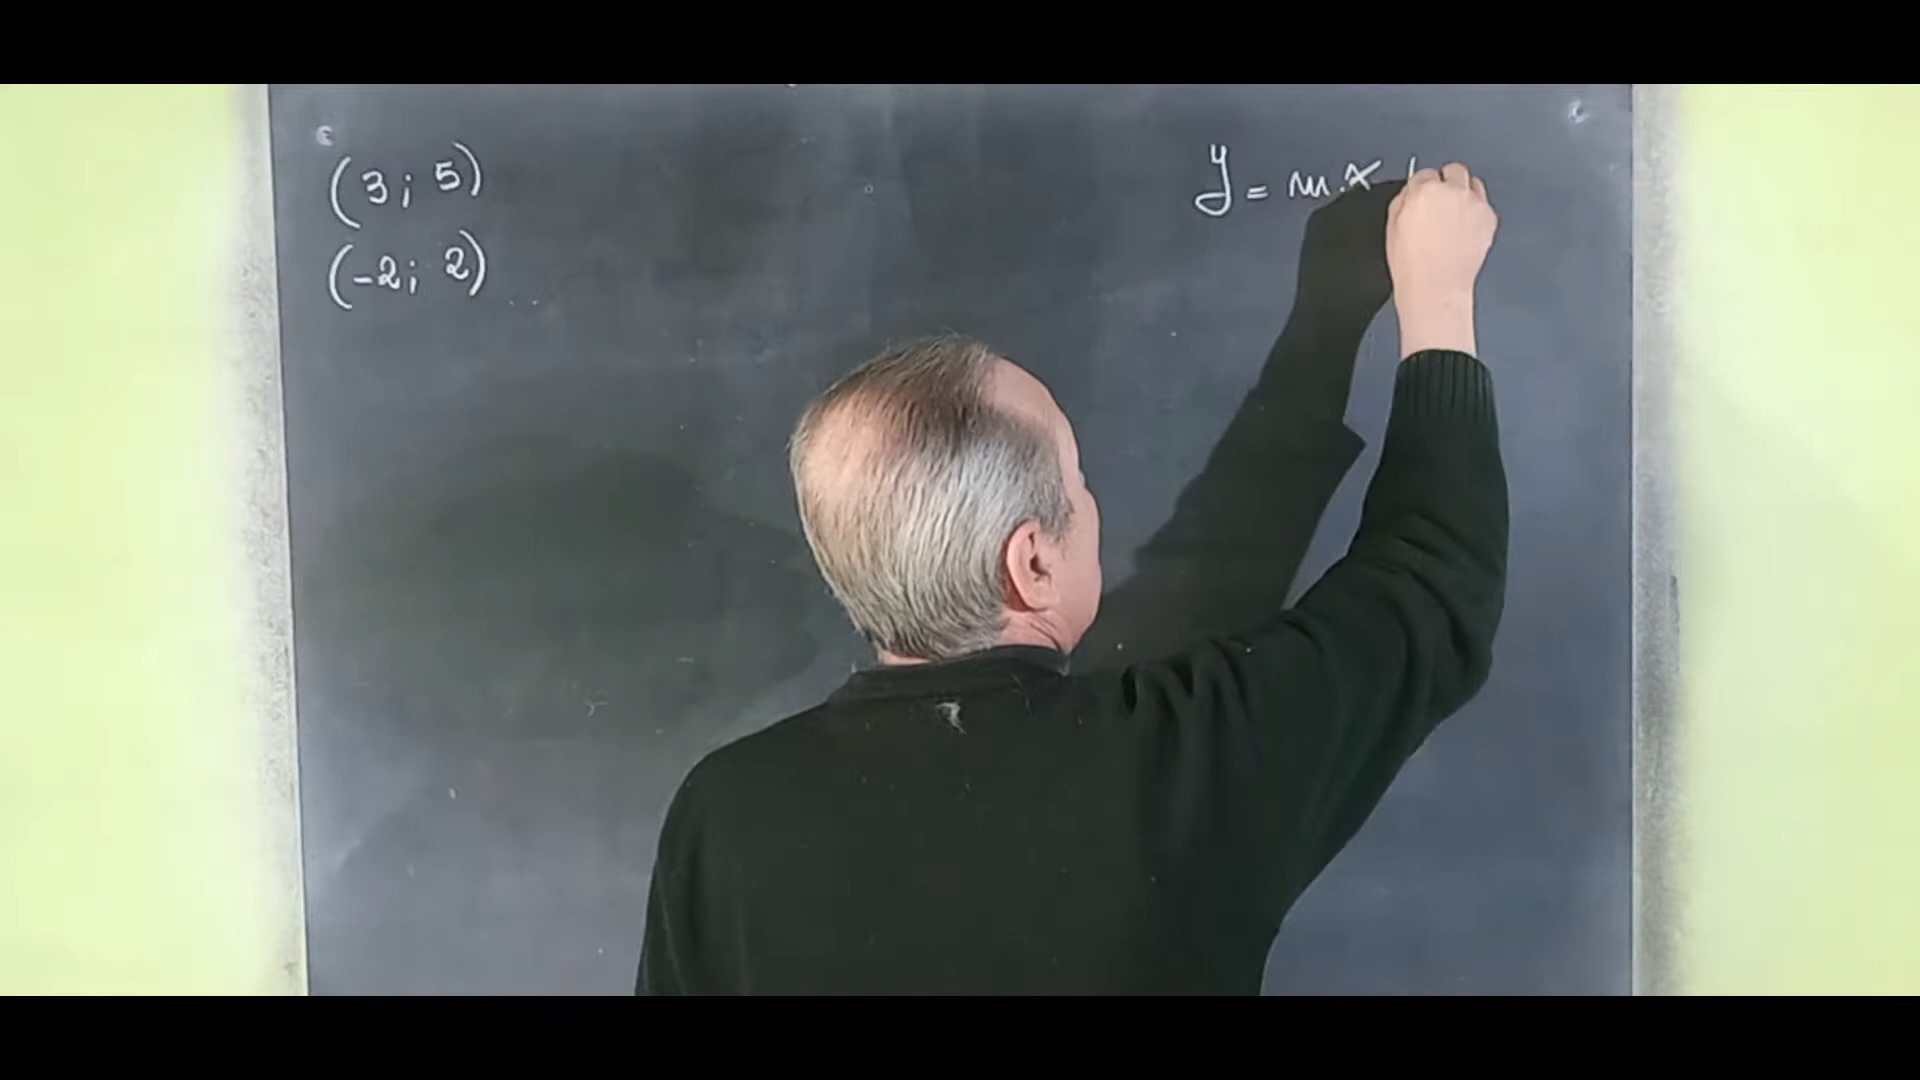 (3; 5)
(-2; 2)
y = m.x